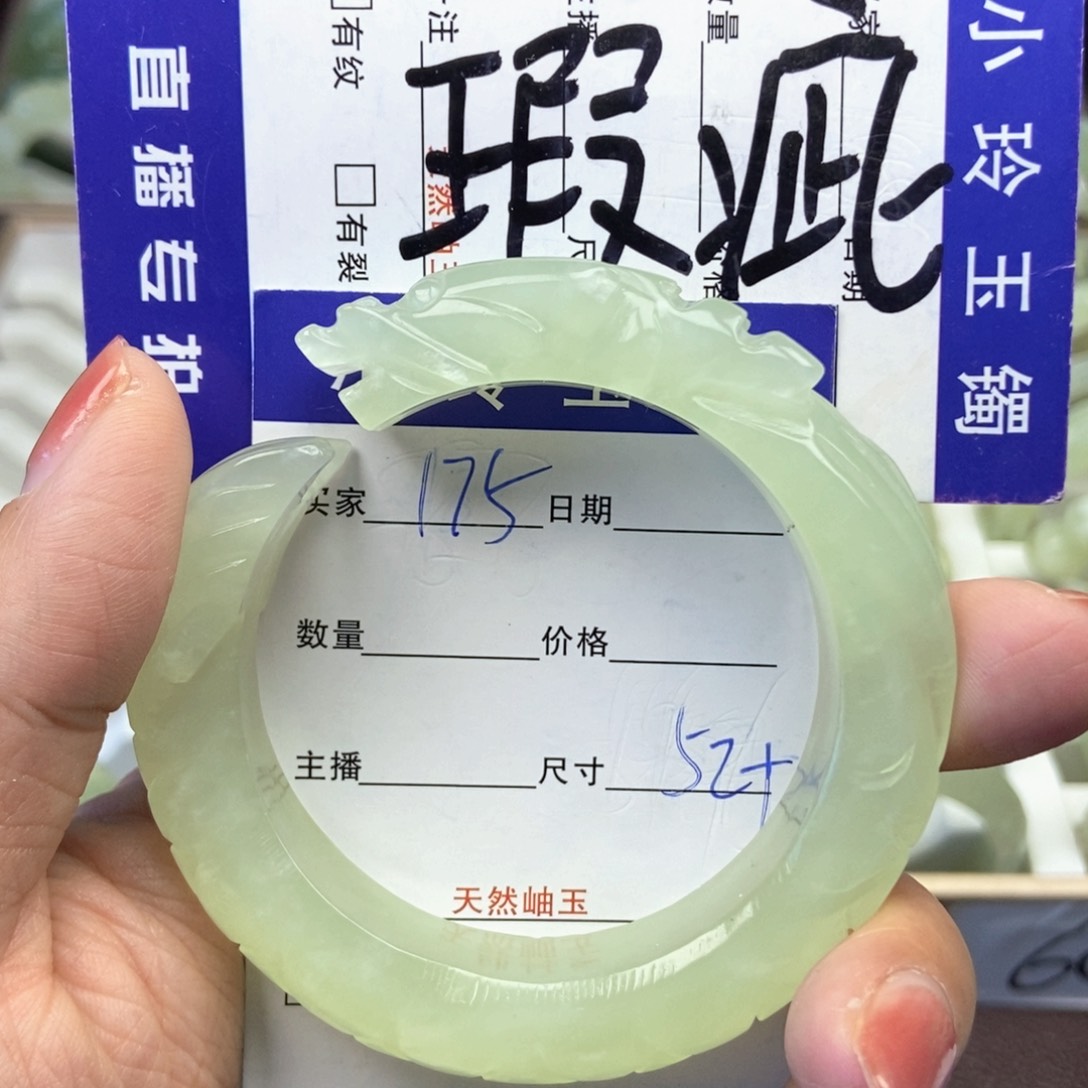 小玲玉镯
瑕疵
有纹
有裂
直播专拍
买家 175 日期
数量 价格
主播 尺寸 52+
天然岫玉